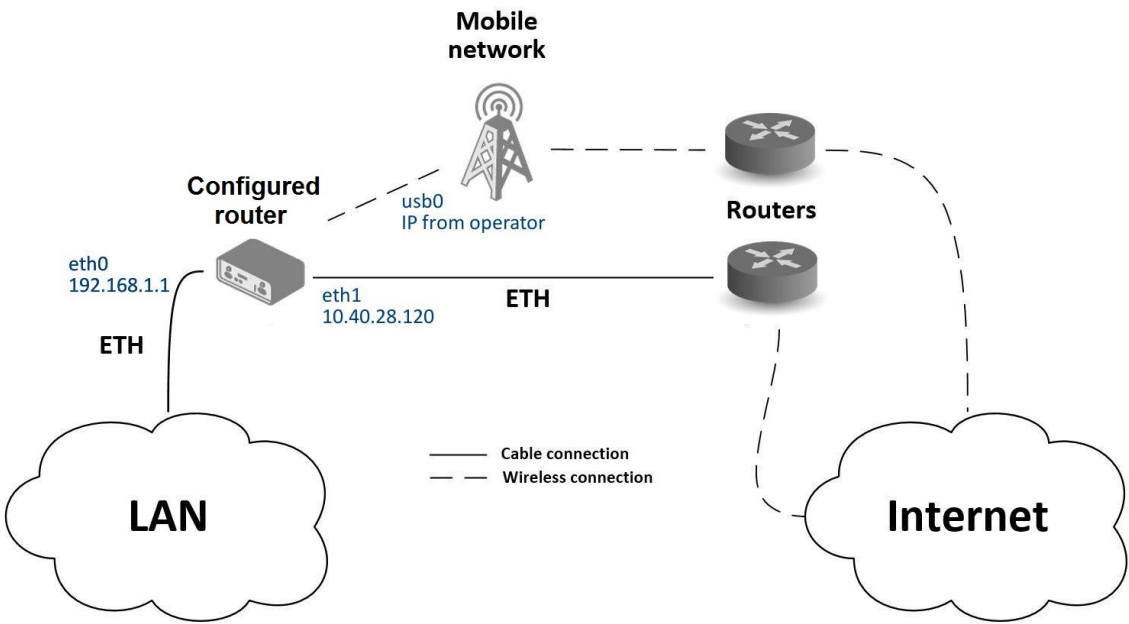 Mobile
network
Configured
router
usb0
IP from operator
Routers
eth0
192.168.1.1
eth1
10.40.28.120
ETH
ETH
Cable connection
Wireless connection
LAN
Internet